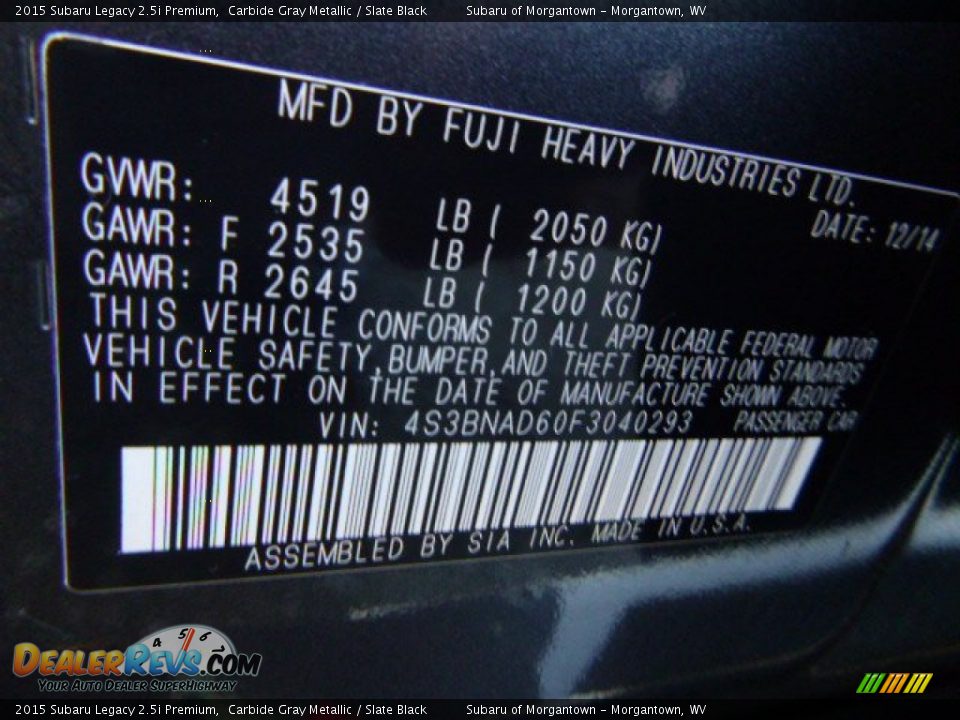 2015 Subaru Legacy 2.5i Premium, Carbide Gray Metallic / Slate Black Subaru of Morgantown - Morgantown, WV
MFD BY FUJI HEAVY INDUSTRIES LTD.
GVWR: 4519 LB ( 2050 KG) DATE: 12/14
GAWR: F 2535 LB ( 1150 KG)
GAWR: R 2645 LB ( 1200 KG)
THIS VEHICLE CONFORMS TO ALL APPLICABLE FEDERAL MOTOR
VEHICLE SAFETY, BUMPER, AND THEFT PREVENTION STANDARDS
IN EFFECT ON THE DATE OF MANUFACTURE SHOWN ABOVE.
VIN: 4S3BNAD60F3040293 PASSENGER CAR
ASSEMBLED BY SIA INC. MADE IN U.S.A.
4 5 6 7
DEALERREVS.COM
YOUR AUTO DEALER SUPERHIGHWAY
2015 Subaru Legacy 2.5i Premium, Carbide Gray Metallic / Slate Black Subaru of Morgantown - Morgantown, WV